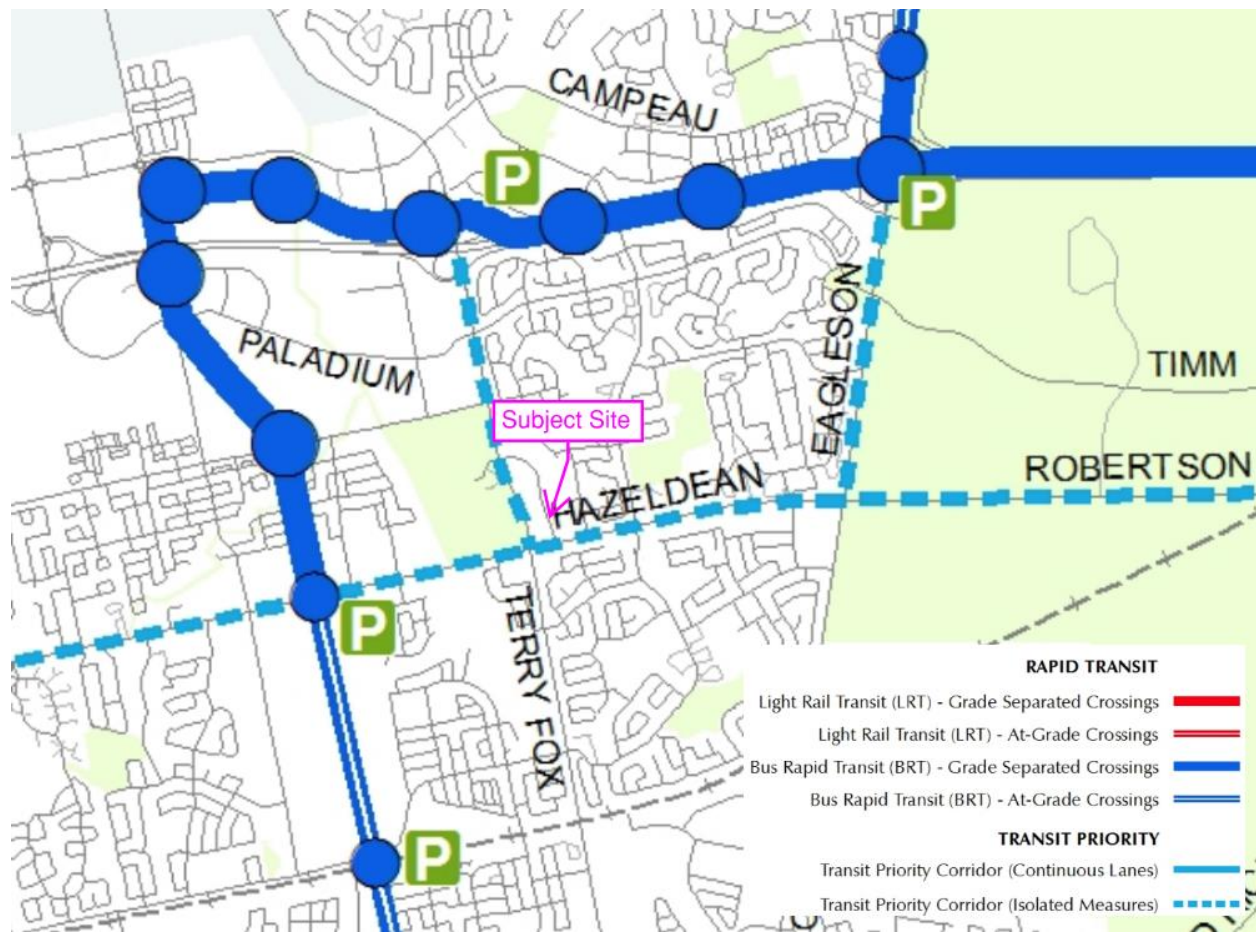 CAMPEAU
P
P
PALADIUM
EAGLESON
TIMM
Subject Site
HAZELDEAN
ROBERTSON
P
TERRY FOX
P
RAPID TRANSIT
Light Rail Transit (LRT) - Grade Separated Crossings
Light Rail Transit (LRT) - At-Grade Crossings
Bus Rapid Transit (BRT) - Grade Separated Crossings
Bus Rapid Transit (BRT) - At-Grade Crossings
TRANSIT PRIORITY
Transit Priority Corridor (Continuous Lanes)
Transit Priority Corridor (Isolated Measures)